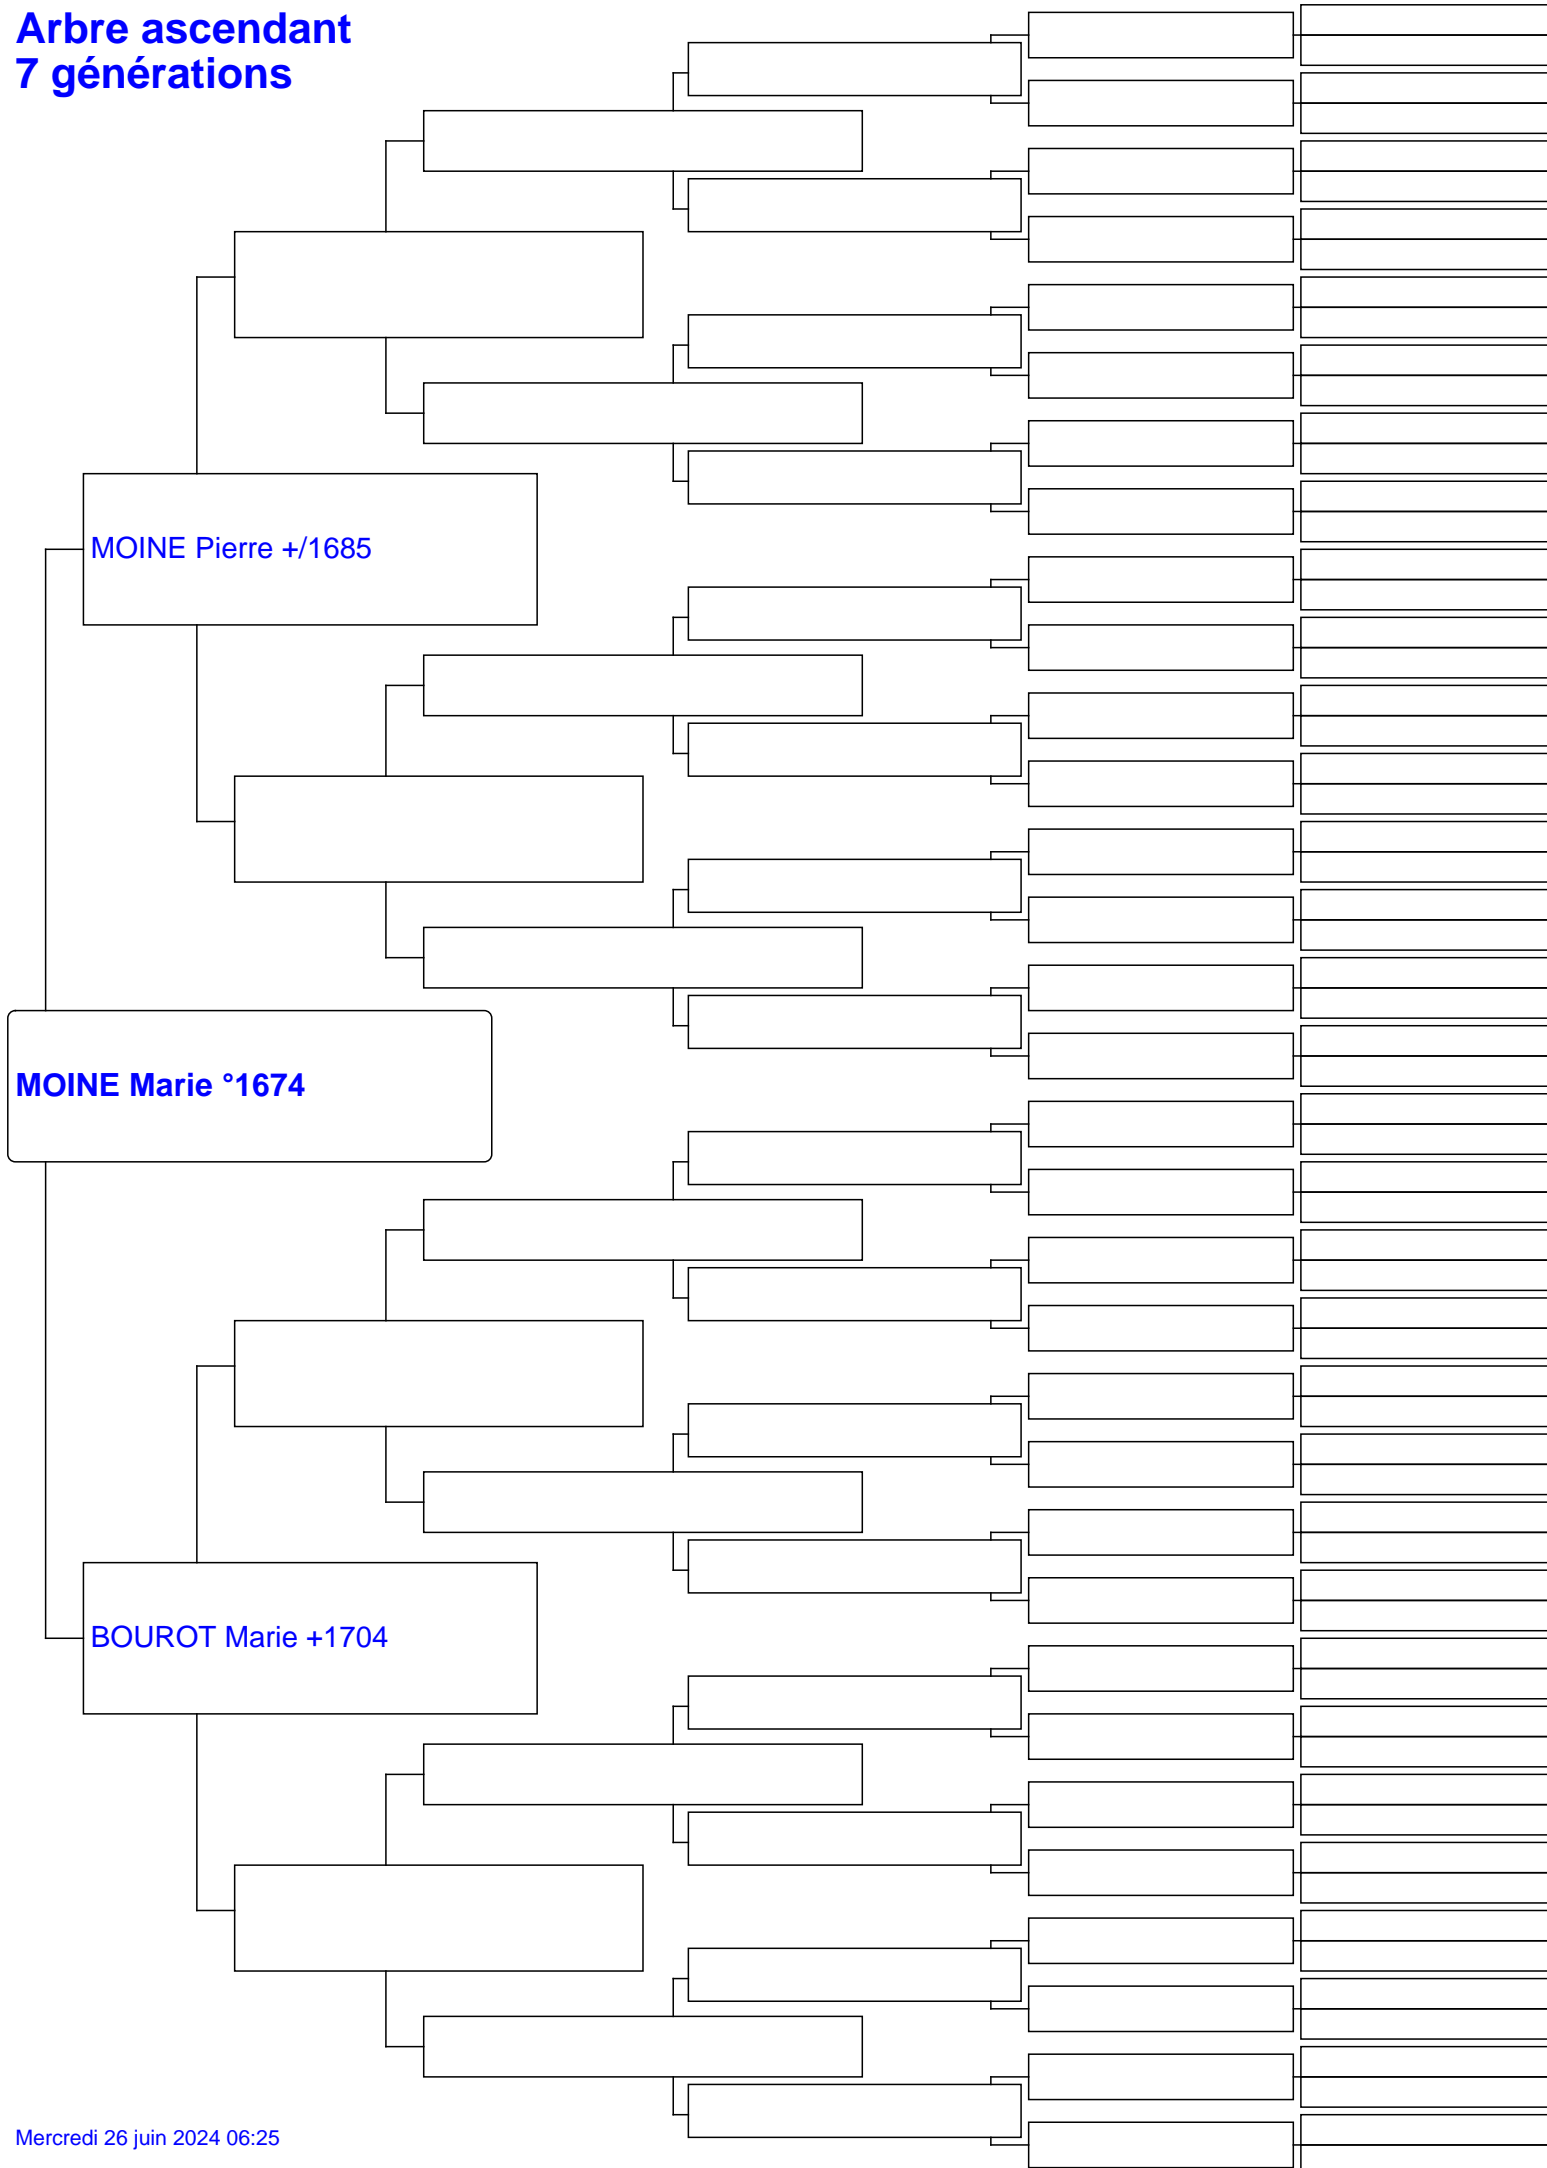 Arbre ascendant
7 générations
MOINE Pierre +/1685
MOINE Marie °1674
BOUROT Marie +1704
Mercredi 26 juin 2024 06:25